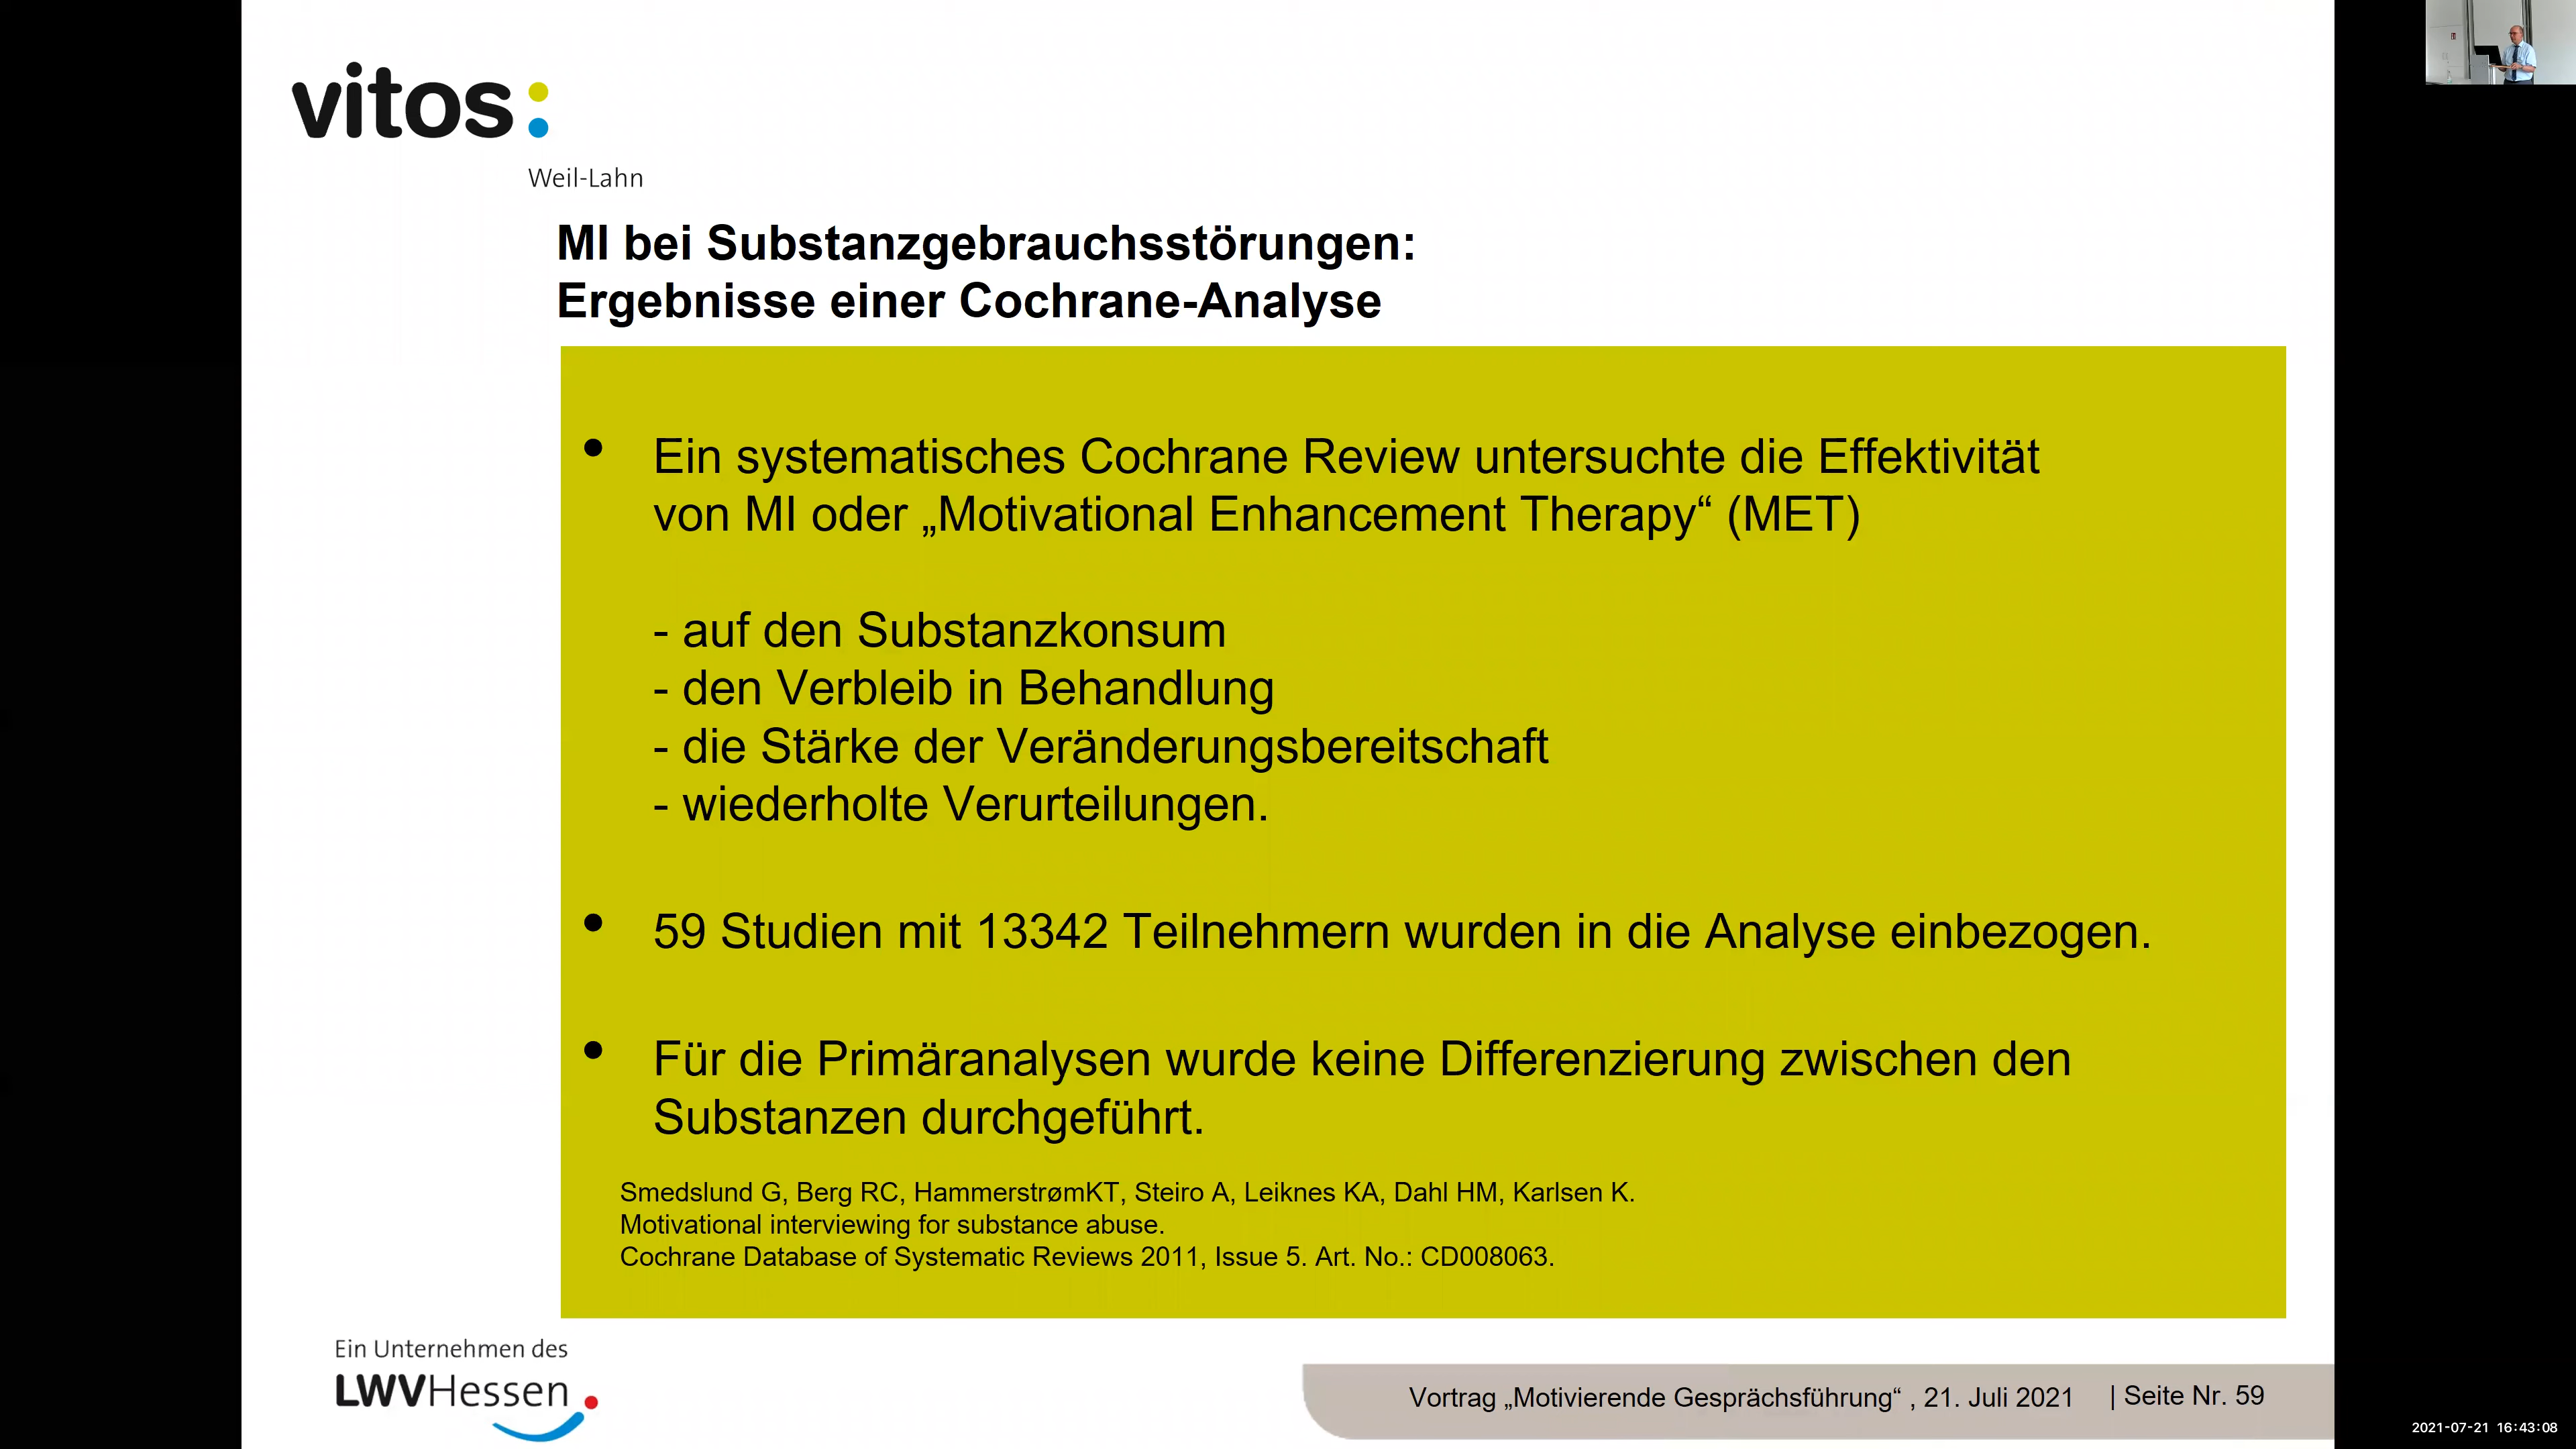 vitos:
Weil-Lahn
MI bei Substanzgebrauchsstörungen:
Ergebnisse einer Cochrane-Analyse
• Ein systematisches Cochrane Review untersuchte die Effektivität
von MI oder „Motivational Enhancement Therapy“ (MET)
- auf den Substanzkonsum
- den Verbleib in Behandlung
- die Stärke der Veränderungsbereitschaft
- wiederholte Verurteilungen.
• 59 Studien mit 13342 Teilnehmern wurden in die Analyse einbezogen.
• Für die Primäranalysen wurde keine Differenzierung zwischen den
Substanzen durchgeführt.
Smedslund G, Berg RC, HammerstrømKT, Steiro A, Leiknes KA, Dahl HM, Karlsen K.
Motivational interviewing for substance abuse.
Cochrane Database of Systematic Reviews 2011, Issue 5. Art. No.: CD008063.
Ein Unternehmen des
LWVHessen
Vortrag „Motivierende Gesprächsführung“ , 21. Juli 2021 | Seite Nr. 59
2021-07-21 16:43:08